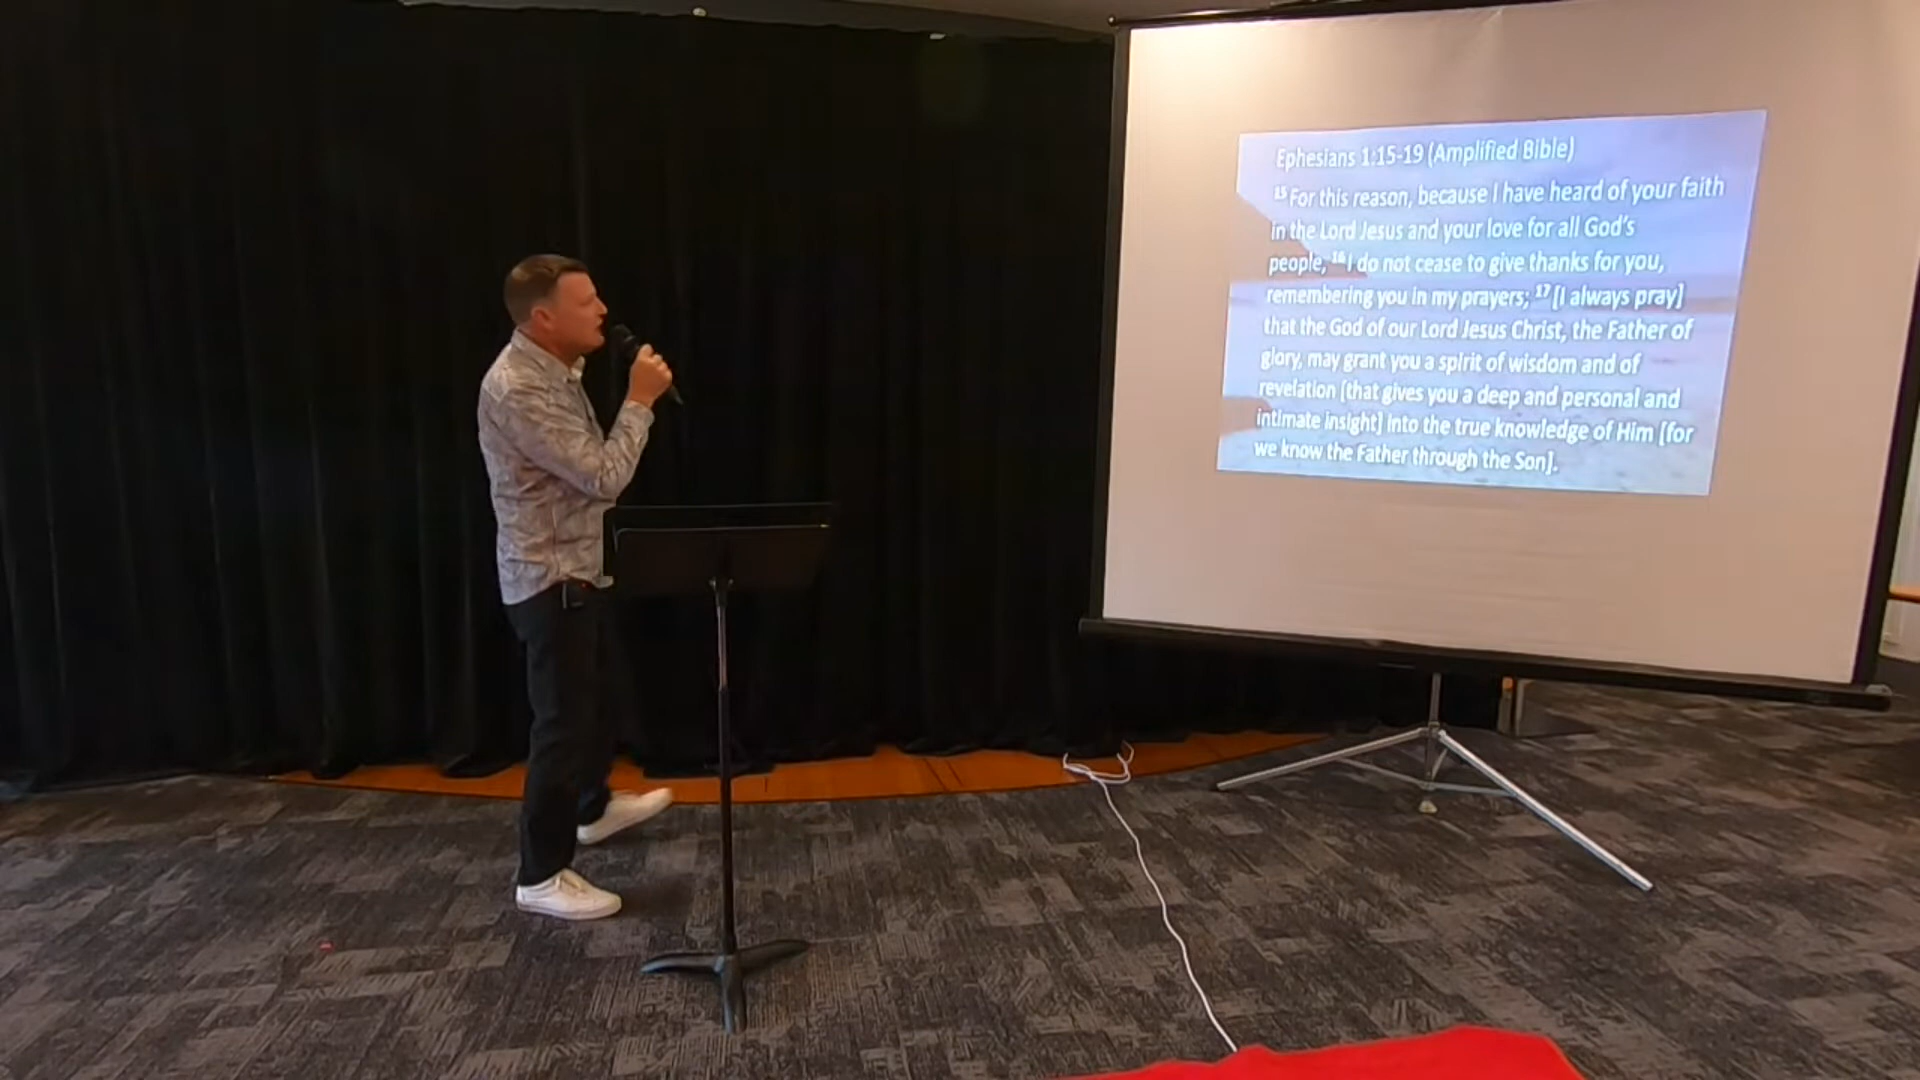 Ephesians 1:15-19 (Amplified Bible)
15 For this reason, because I have heard of your faith
in the Lord Jesus and your love for all God's
people, 16 I do not cease to give thanks for you,
remembering you in my prayers; 17 [I always pray]
that the God of our Lord Jesus Christ, the Father of
glory, may grant you a spirit of wisdom and of
revelation [that gives you a deep and personal and
intimate insight] into the true knowledge of Him [for
we know the Father through the Son].